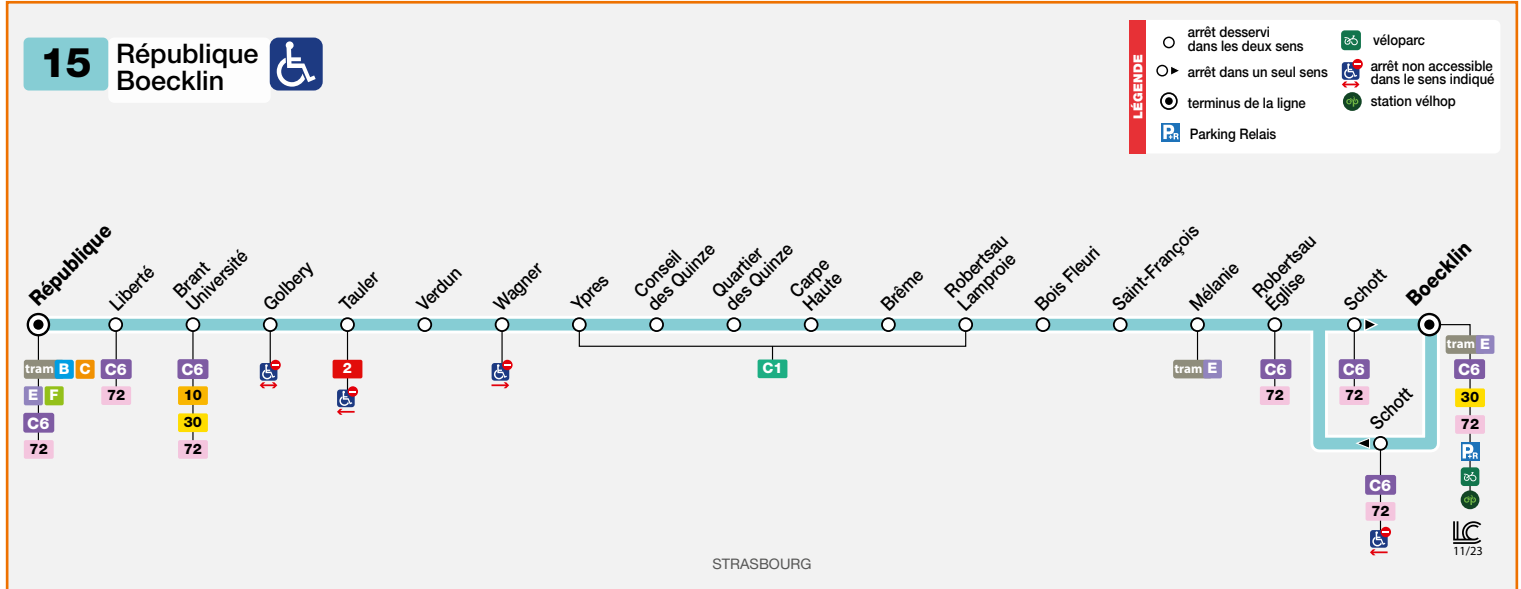 15
République
Boecklin
LÉGENDE
arrêt desservi
dans les deux sens
arrêt dans un seul sens
terminus de la ligne
P+R Parking Relais
véloparc
arrêt non accessible
dans le sens indiqué
station vélhop
République
Liberté
Brant
Université
Golbery
Tauler
Verdun
Wagner
Ypres
Conseil
des Quinze
Quartier
des Quinze
Carpe
Haute
Brême
Robertsau
Lamproie
Bois Fleuri
Saint-François
Mélanie
Robertsau
Église
Schott
Boecklin
tram B C
E F
C6
72
C6
72
C6
10
30
72
2
C1
tram E
C6
72
C6
72
Schott
C6
72
tram E
C6
30
72
P+R
LC
11/23
STRASBOURG